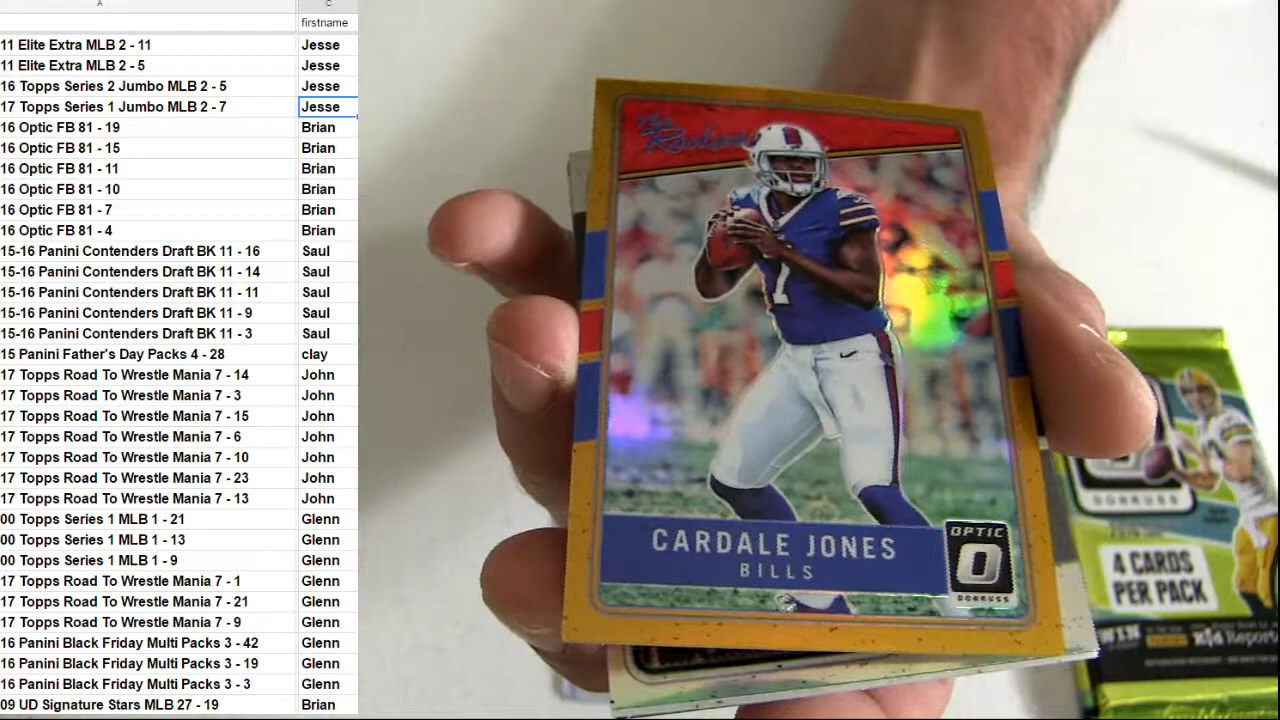 A
C
firstname
11 Elite Extra MLB 2 - 11 Jesse
11 Elite Extra MLB 2 - 5 Jesse
16 Topps Series 2 Jumbo MLB 2 - 5 Jesse
17 Topps Series 1 Jumbo MLB 2 - 7 Jesse
16 Optic FB 81 - 19 Brian
16 Optic FB 81 - 15 Brian
16 Optic FB 81 - 11 Brian
16 Optic FB 81 - 10 Brian
16 Optic FB 81 - 7 Brian
16 Optic FB 81 - 4 Brian
15-16 Panini Contenders Draft BK 11 - 16 Saul
15-16 Panini Contenders Draft BK 11 - 14 Saul
15-16 Panini Contenders Draft BK 11 - 11 Saul
15-16 Panini Contenders Draft BK 11 - 9 Saul
15-16 Panini Contenders Draft BK 11 - 3 Saul
15 Panini Father's Day Packs 4 - 28 clay
17 Topps Road To Wrestle Mania 7 - 14 John
17 Topps Road To Wrestle Mania 7 - 3 John
17 Topps Road To Wrestle Mania 7 - 15 John
17 Topps Road To Wrestle Mania 7 - 6 John
17 Topps Road To Wrestle Mania 7 - 10 John
17 Topps Road To Wrestle Mania 7 - 23 John
17 Topps Road To Wrestle Mania 7 - 13 John
00 Topps Series 1 MLB 1 - 21 Glenn
00 Topps Series 1 MLB 1 - 13 Glenn
00 Topps Series 1 MLB 1 - 9 Glenn
17 Topps Road To Wrestle Mania 7 - 1 Glenn
17 Topps Road To Wrestle Mania 7 - 21 Glenn
17 Topps Road To Wrestle Mania 7 - 9 Glenn
16 Panini Black Friday Multi Packs 3 - 42 Glenn
16 Panini Black Friday Multi Packs 3 - 19 Glenn
16 Panini Black Friday Multi Packs 3 - 3 Glenn
09 UD Signature Stars MLB 27 - 19 Brian
The Rookies
7
CARDALE JONES
BILLS
OPTIC
O
DONRUSS
DONRUSS
4 CARDS
PER PACK